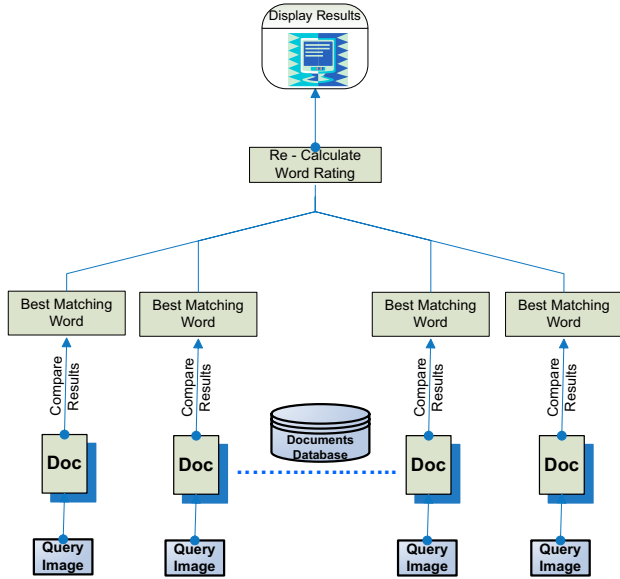 Display Results
Re - Calculate
Word Rating
Best Matching
Word
Best Matching
Word
Best Matching
Word
Best Matching
Word
Compare
Results
Compare
Results
Compare
Results
Compare
Results
Documents
Database
Doc
Doc
Doc
Doc
Query
Image
Query
Image
Query
Image
Query
Image